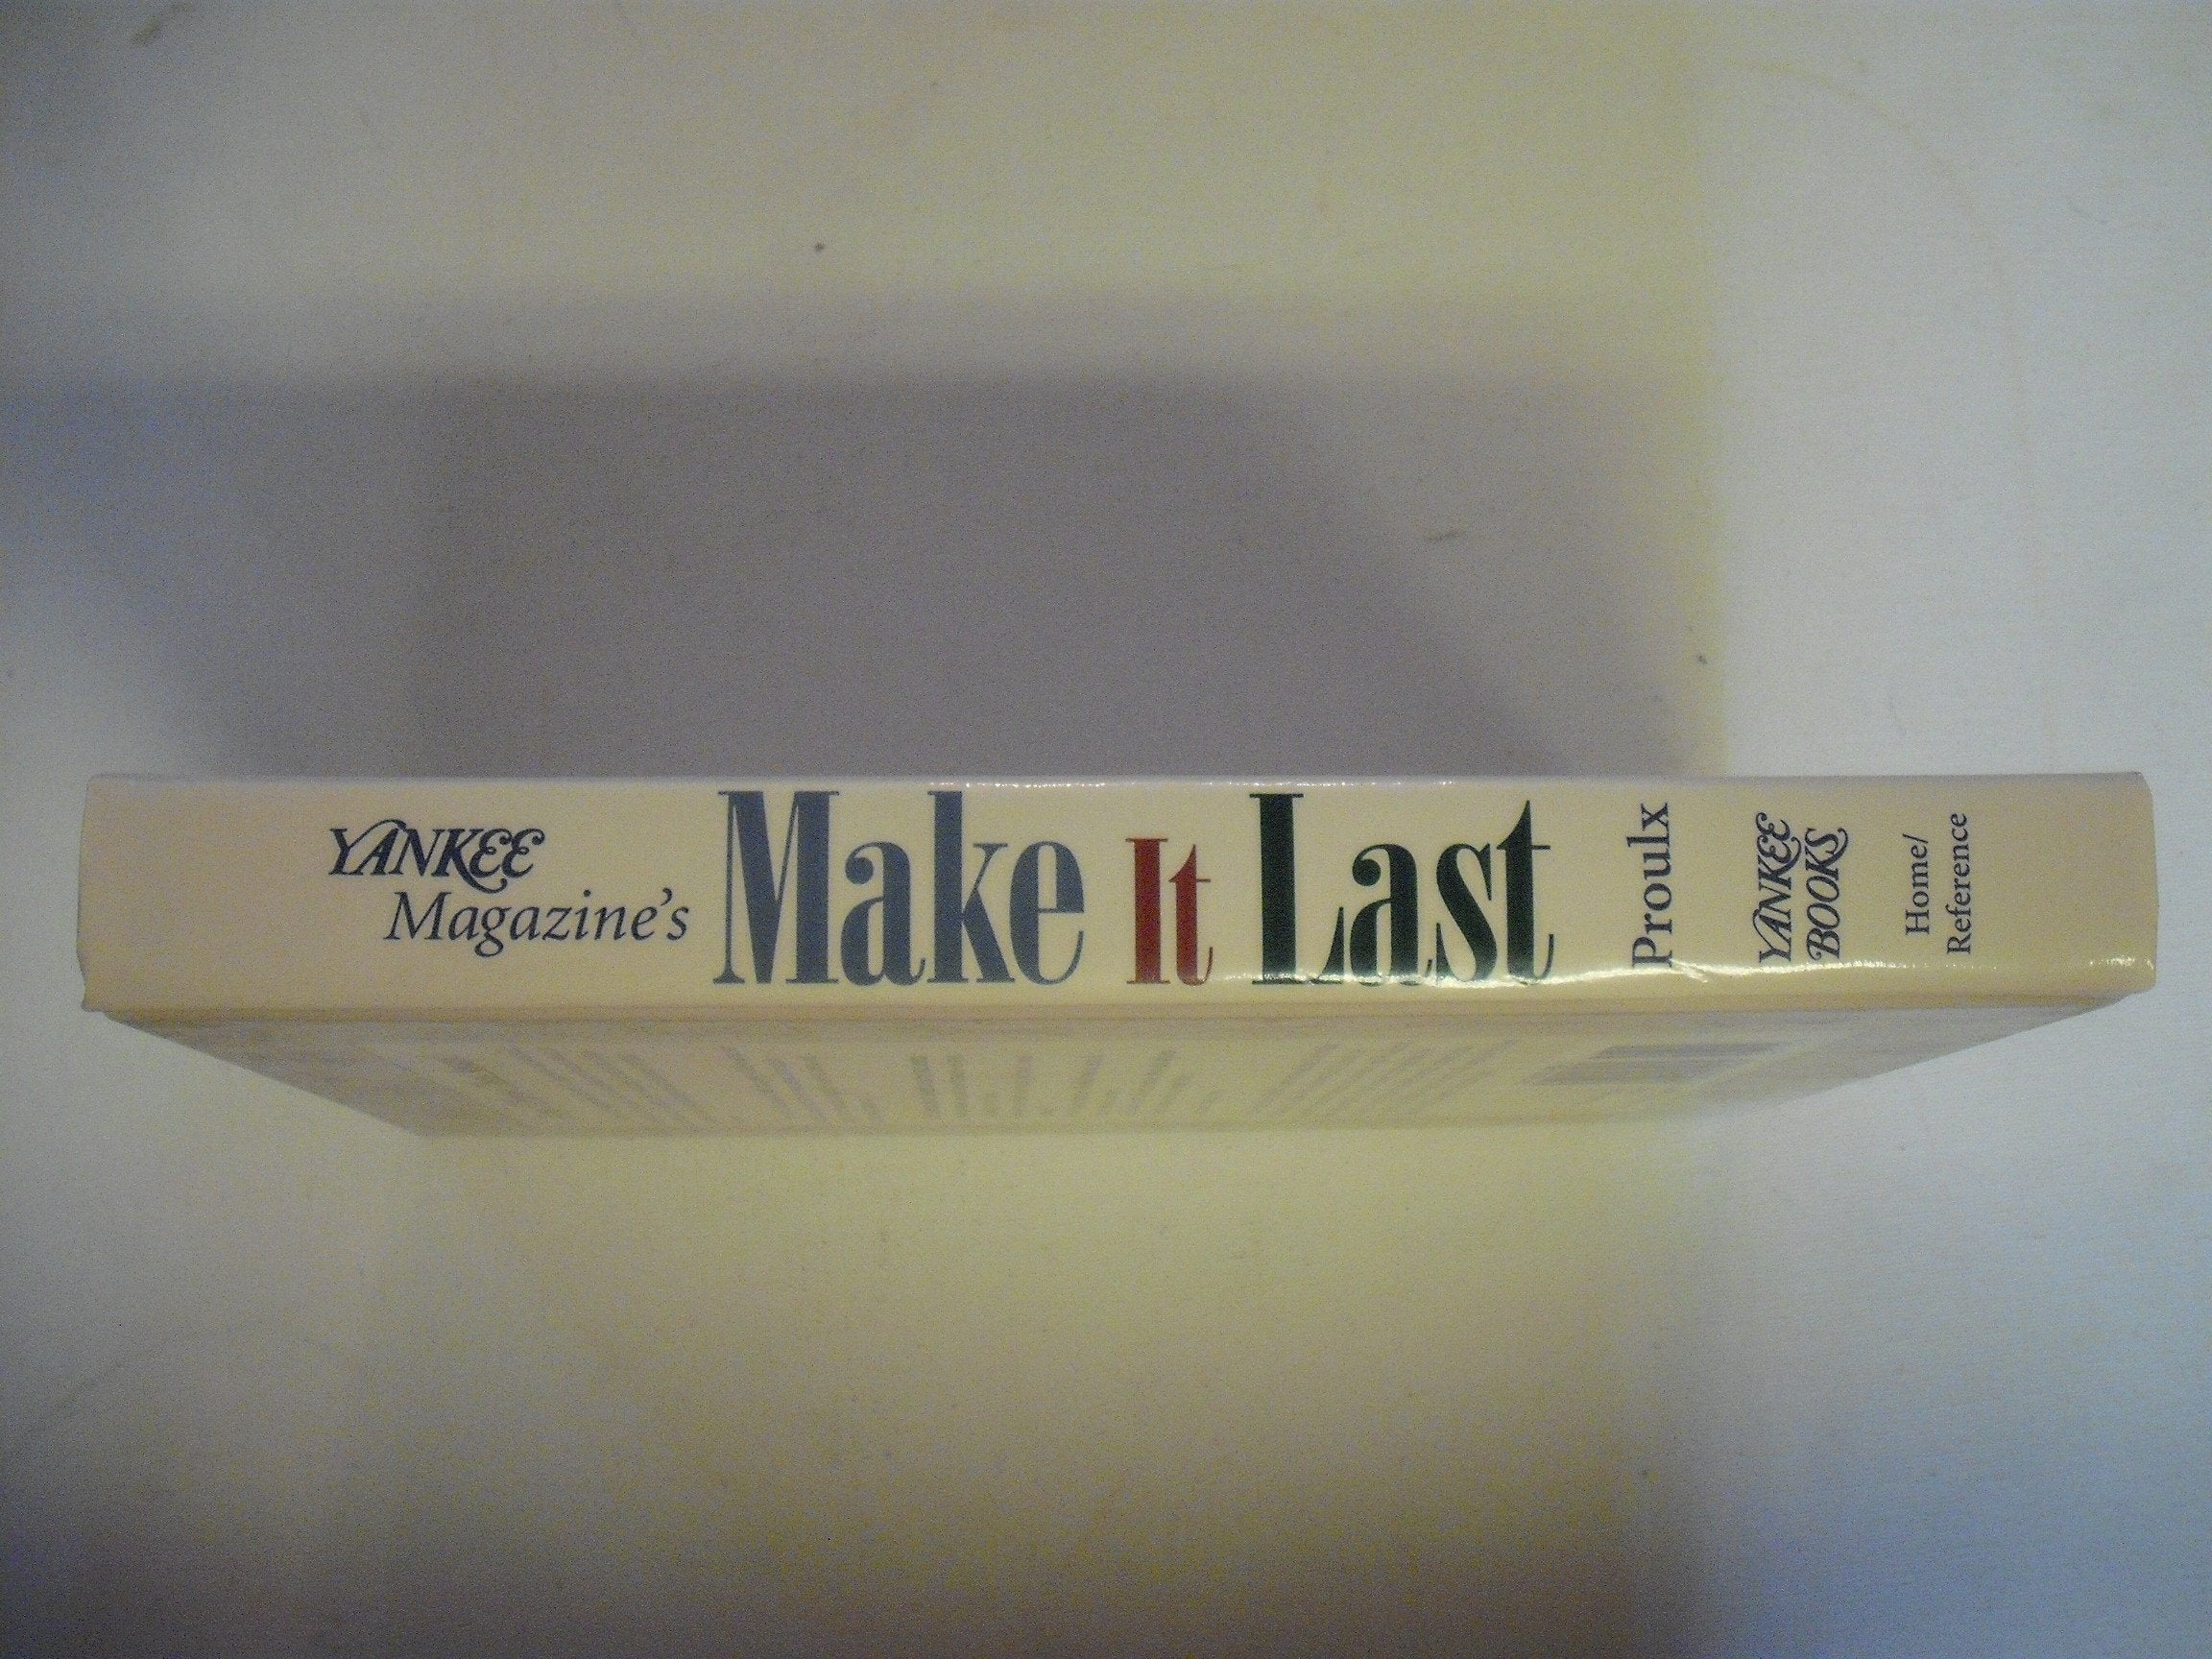 YANKEE
Magazine's
Make It Last
Proulx
YANKEE
BOOKS
Home/
Reference